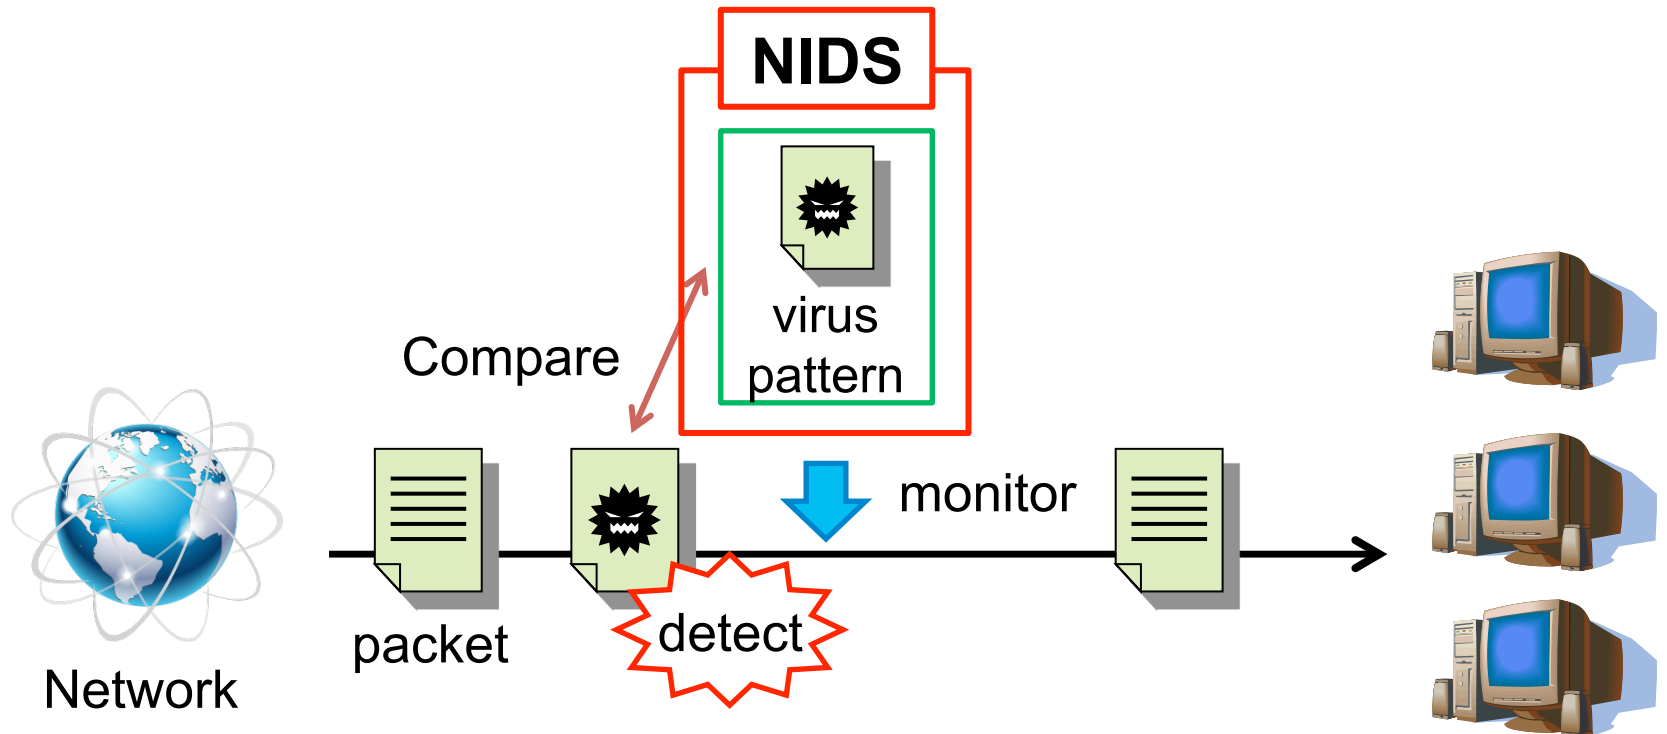 NIDS
virus
pattern
Compare
monitor
packet
detect
Network